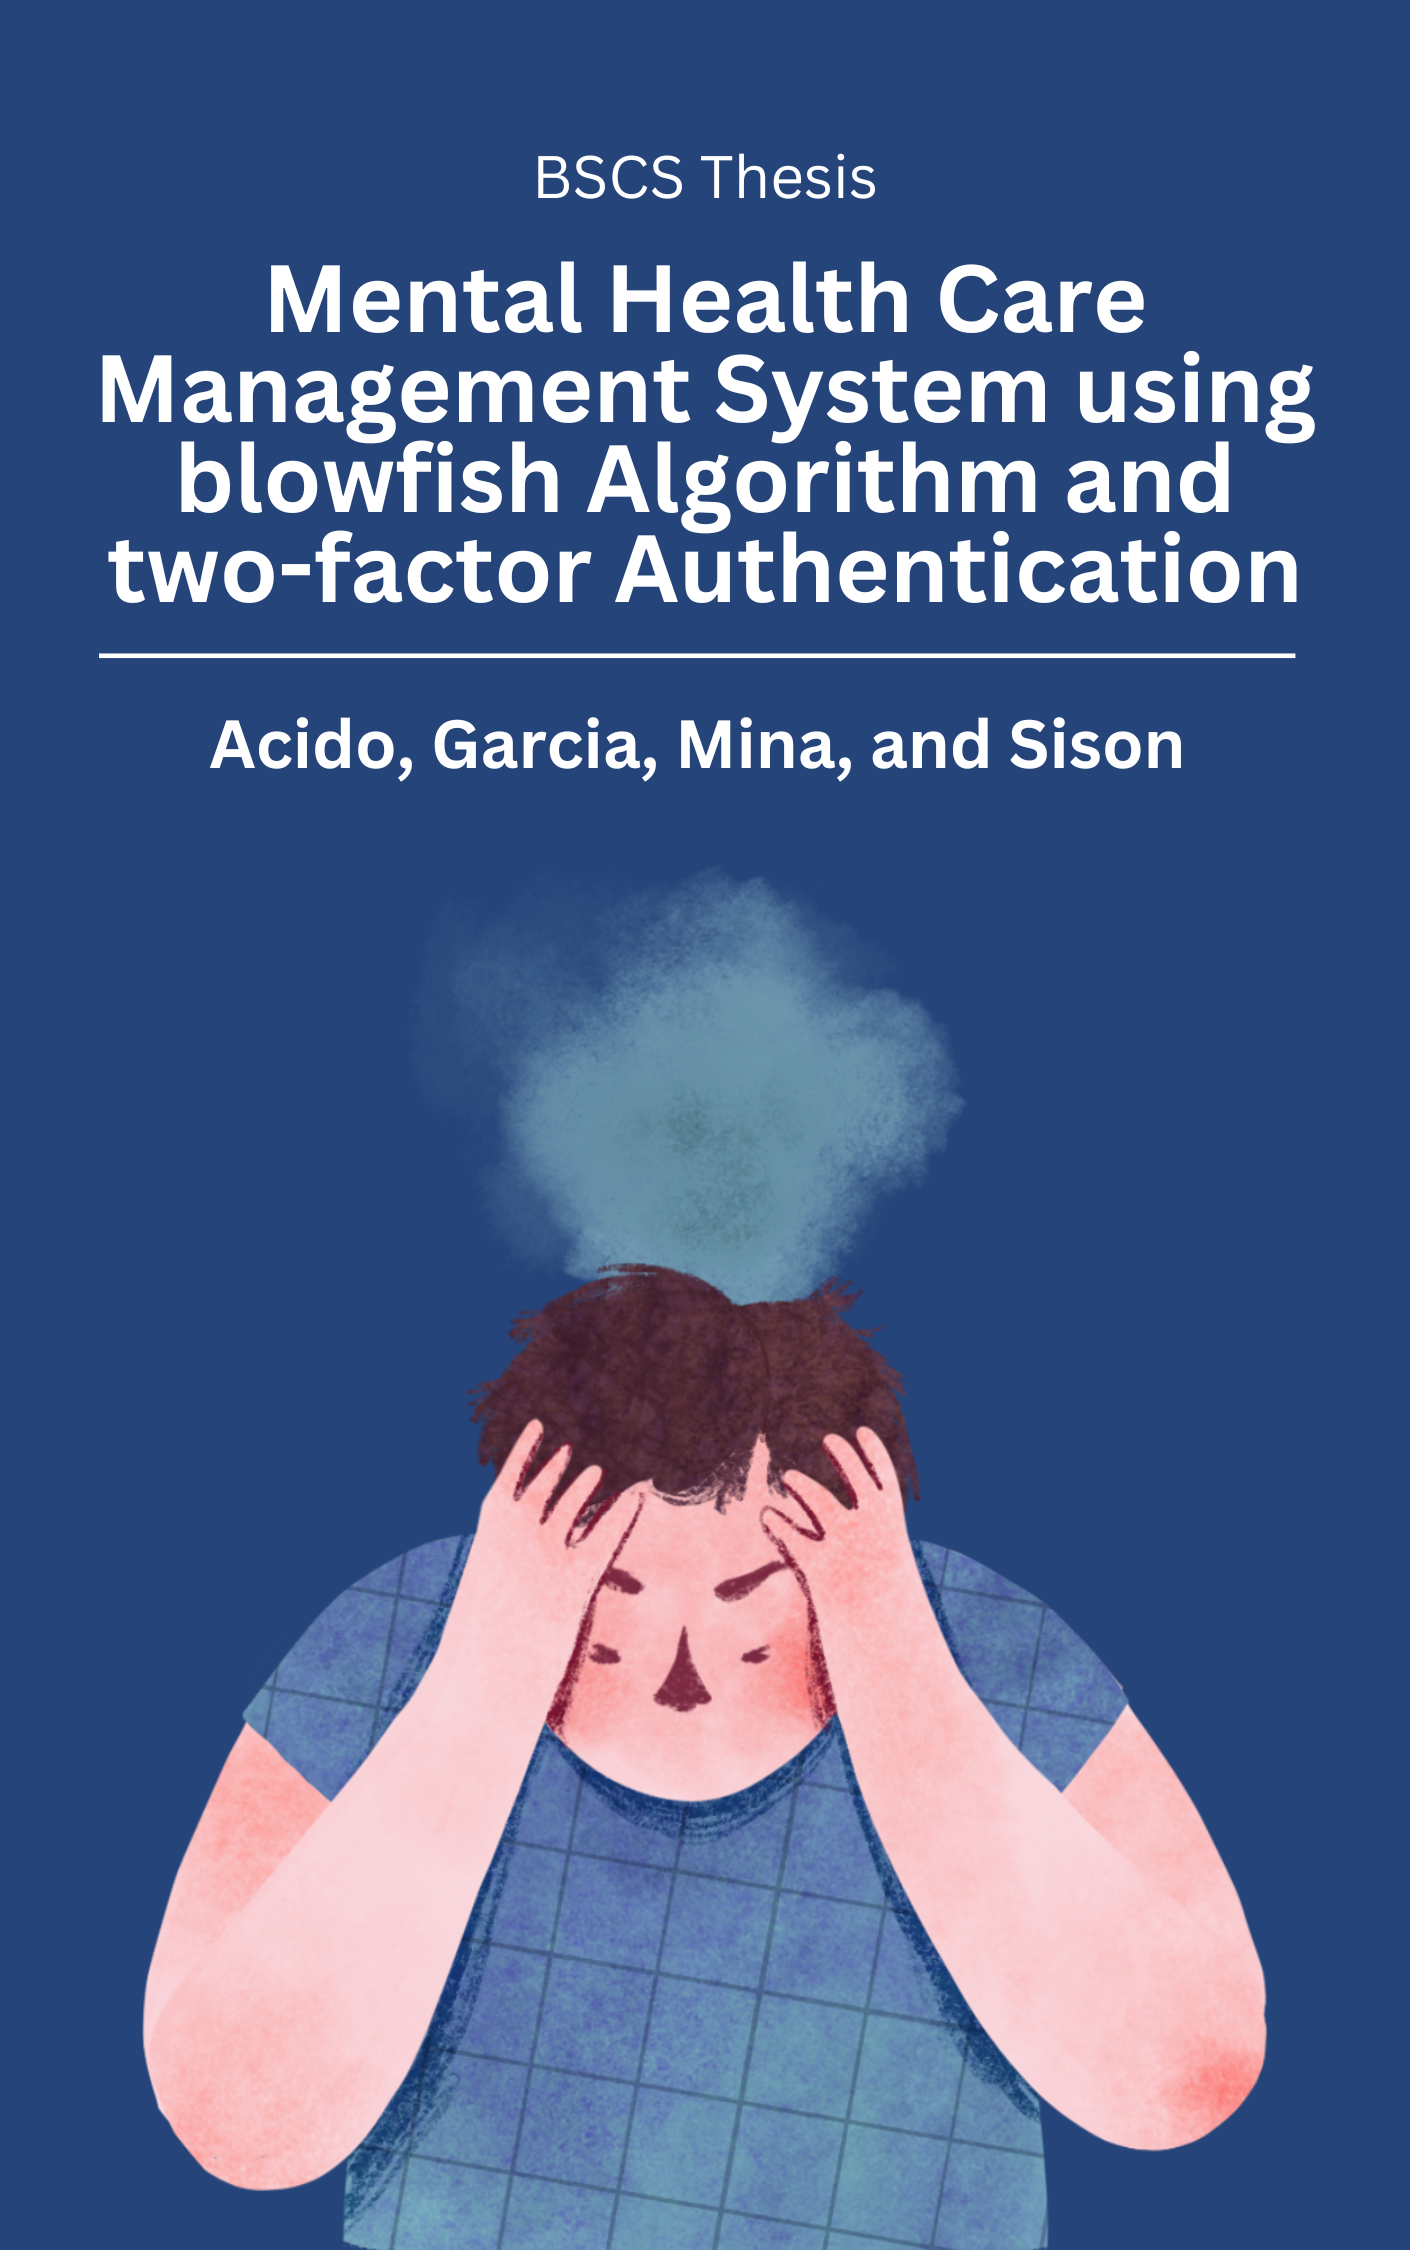 BSCS Thesis
Mental Health Care
Management System using
blowfish Algorithm and
two-factor Authentication
Acido, Garcia, Mina, and Sison